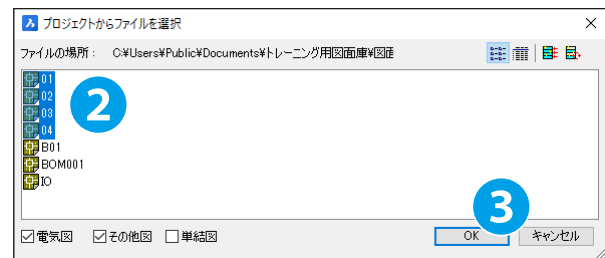 プロジェクトからファイルを選択
ファイルの場所： C:¥Users¥Public¥Documents¥トレーニング用図面庫¥図面
01
02
03
04
B01
BOM001
IO
2
3
電気図 その他図 単結図
OK キャンセル